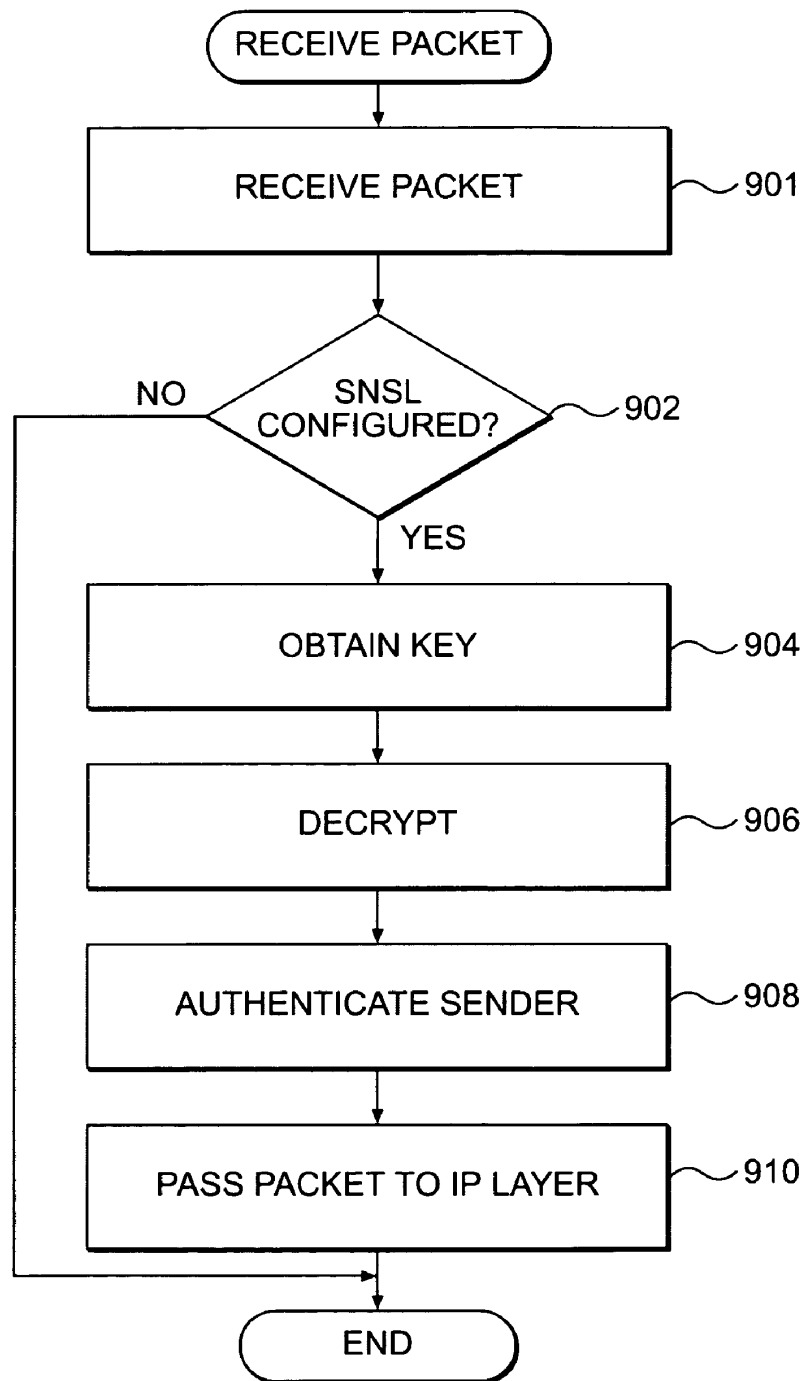 RECEIVE PACKET
RECEIVE PACKET
901
NO
SNSL
CONFIGURED?
902
YES
OBTAIN KEY
904
DECRYPT
906
AUTHENTICATE SENDER
908
PASS PACKET TO IP LAYER
910
END